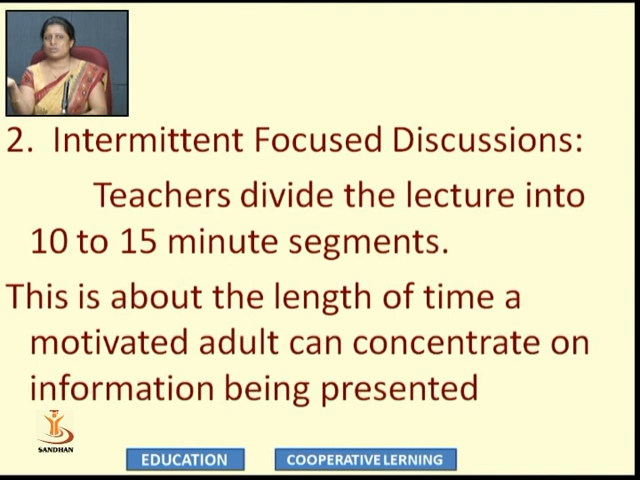 2. Intermittent Focused Discussions:
Teachers divide the lecture into
10 to 15 minute segments.
This is about the length of time a
motivated adult can concentrate on
information being presented
SANDHAN
EDUCATION
COOPERATIVE LERNING